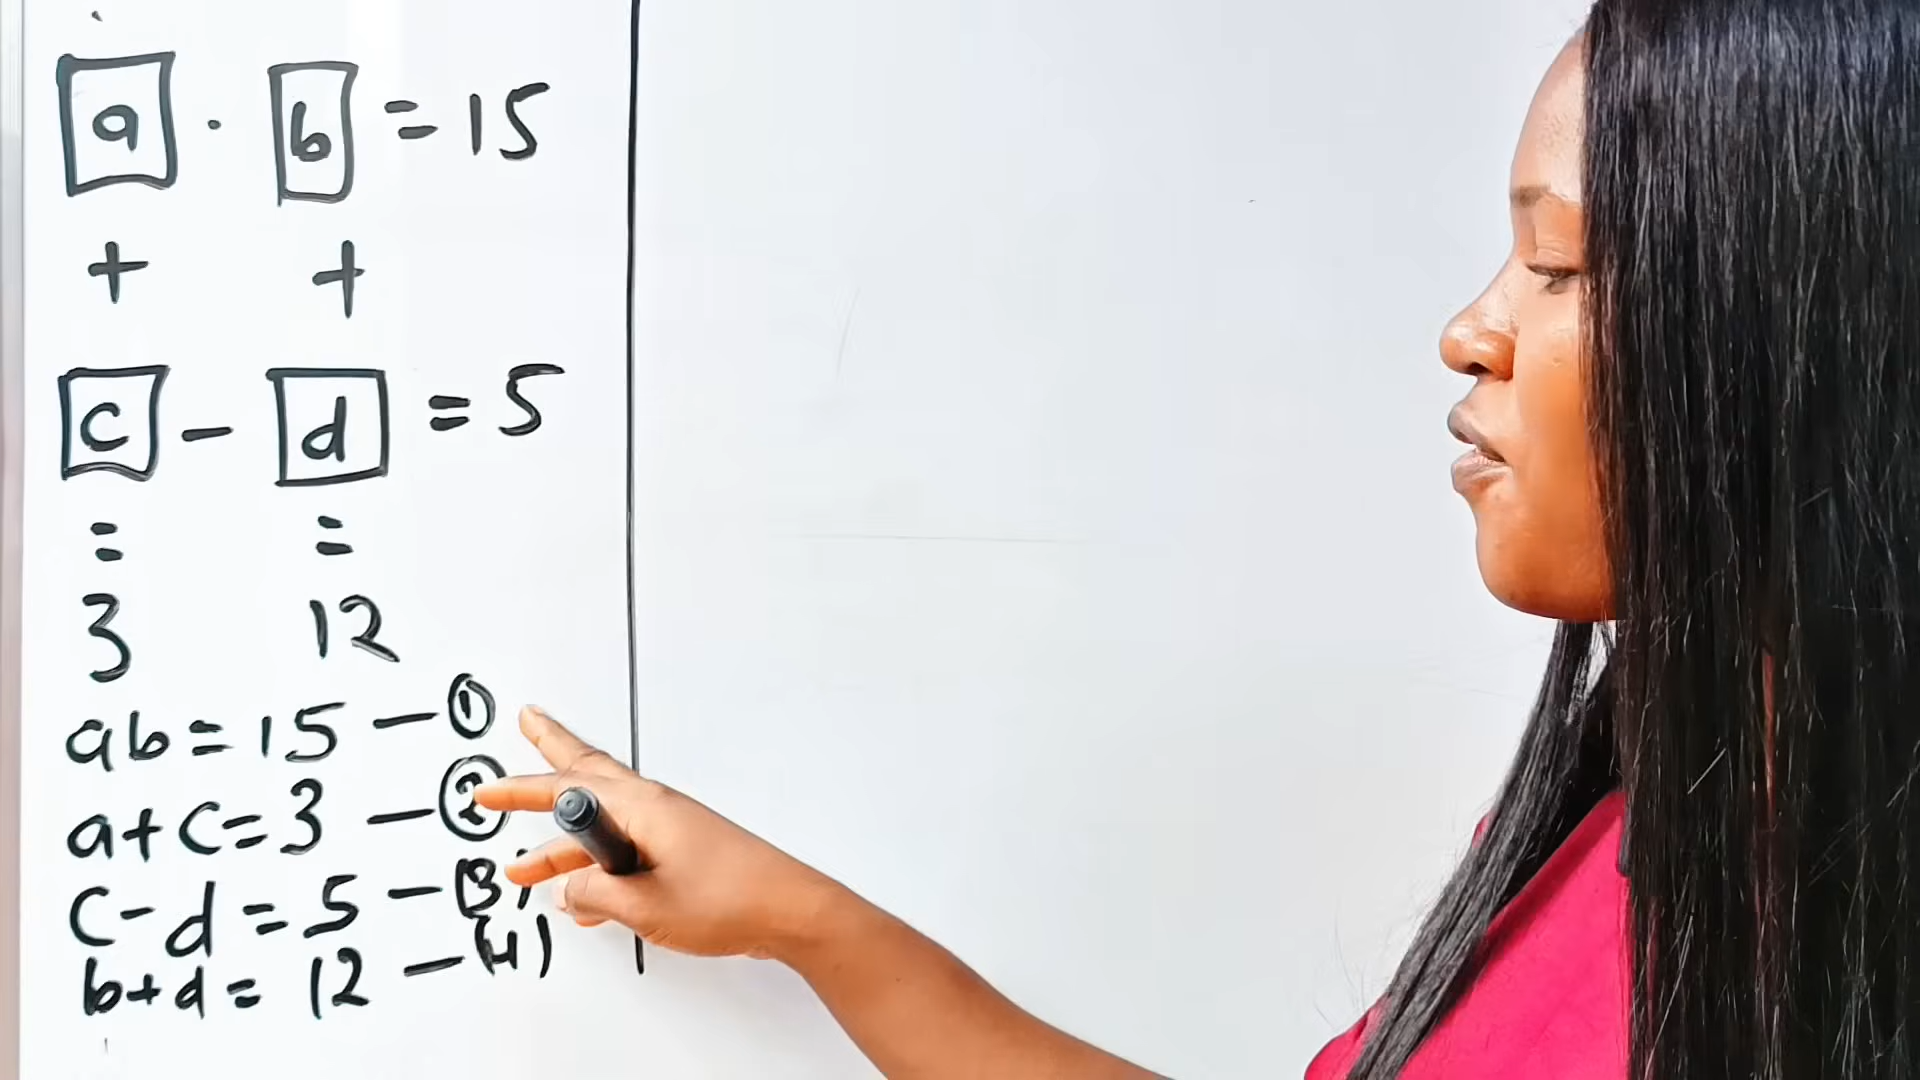 a · b = 15
+ +
c - d = 5
= =
3 12
ab = 15 - ①
a + c = 3 - ②
c - d = 5 - (3)
b + d = 12 - (4)